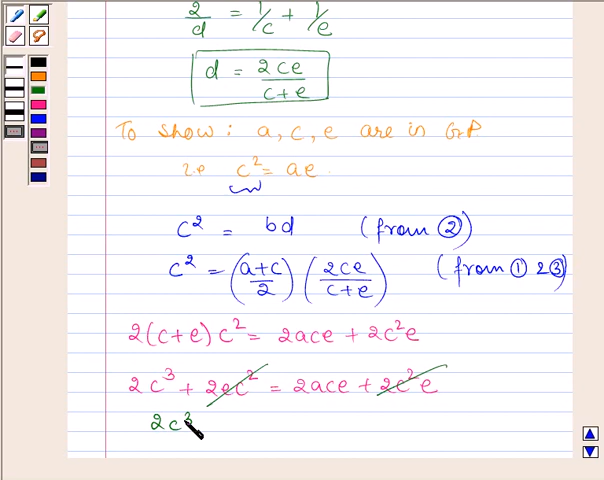 2/d = 1/c + 1/e
d = 2ce/(c+e)
To show: a, c, e are in G.P
i.e c² = ae
c² = bd (from ②)
c² = ((a+c)/2) (2ce/(c+e)) (from ① & ③)
2(c+e) c² = 2ace + 2c²e
2c³ + 2ec² = 2ace + 2c²e
2c³